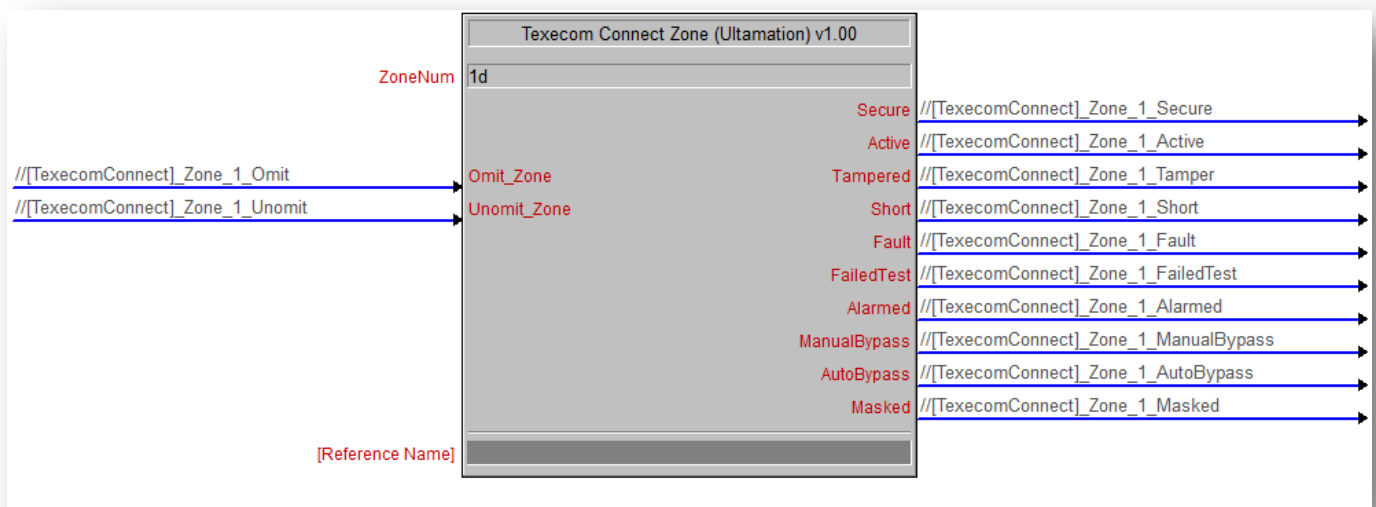 Texecom Connect Zone (Ultamation) v1.00
ZoneNum 1d
Secure //[TexecomConnect]_Zone_1_Secure
Active //[TexecomConnect]_Zone_1_Active
//[TexecomConnect]_Zone_1_Omit Omit_Zone Tampered //[TexecomConnect]_Zone_1_Tamper
//[TexecomConnect]_Zone_1_Unomit Unomit_Zone Short //[TexecomConnect]_Zone_1_Short
Fault //[TexecomConnect]_Zone_1_Fault
FailedTest //[TexecomConnect]_Zone_1_FailedTest
Alarmed //[TexecomConnect]_Zone_1_Alarmed
ManualBypass //[TexecomConnect]_Zone_1_ManualBypass
AutoBypass //[TexecomConnect]_Zone_1_AutoBypass
Masked //[TexecomConnect]_Zone_1_Masked
[Reference Name]